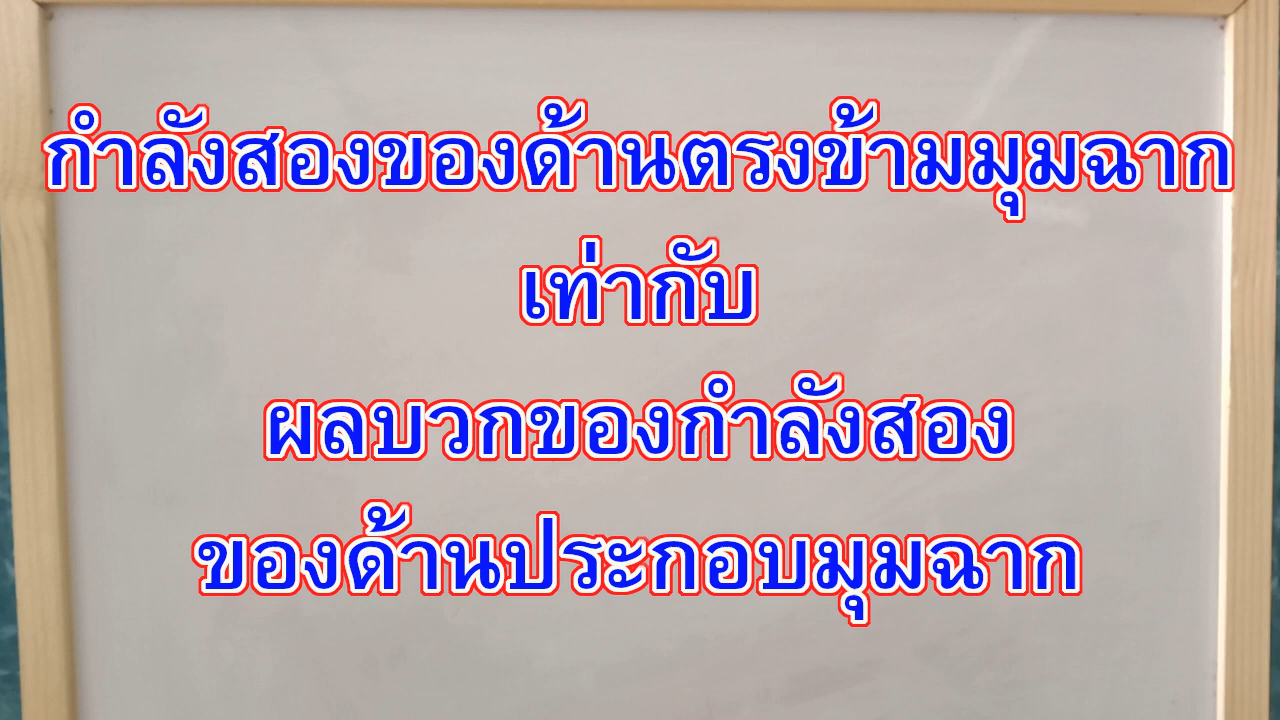 กำลังสองของด้านตรงข้ามมุมฉาก
เท่ากับ
ผลบวกของกำลังสอง
ของด้านประกอบมุมฉาก